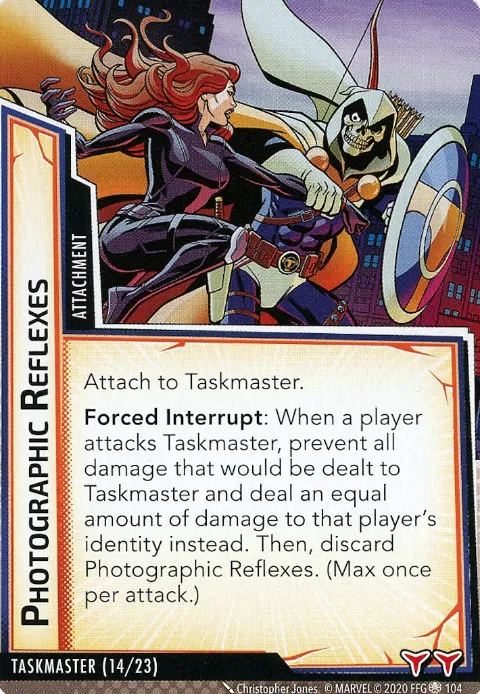 ATTACHMENT
PHOTOGRAPHIC REFLEXES
Attach to Taskmaster.
Forced Interrupt: When a player
attacks Taskmaster, prevent all
damage that would be dealt to
Taskmaster and deal an equal
amount of damage to that player's
identity instead. Then, discard
Photographic Reflexes. (Max once
per attack.)
TASKMASTER (14/23)
Christopher Jones © MARVEL © 2020 FFG 104